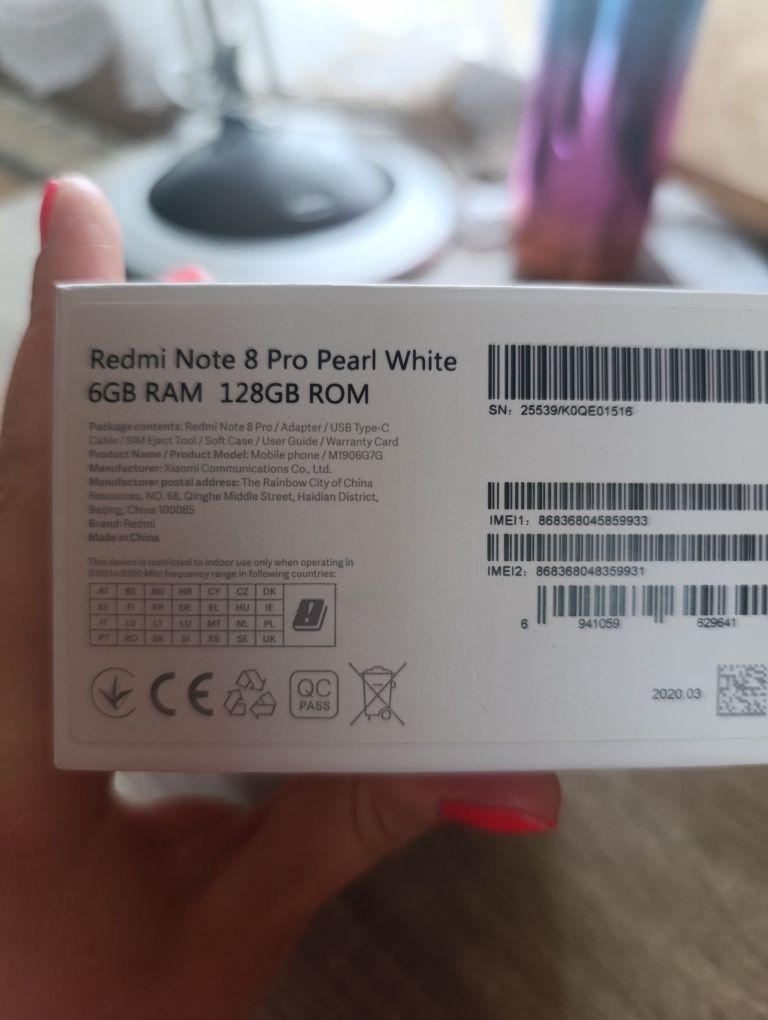 Redmi Note 8 Pro Pearl White
6GB RAM 128GB ROM
Package contents: Redmi Note 8 Pro / Adapter / USB Type-C
Cable / SIM Eject Tool / Soft Case / User Guide / Warranty Card
Product Name / Product Model: Mobile phone / M1906G7G
Manufacturer: Xiaomi Communications Co., Ltd.
Manufacturer postal address: The Rainbow City of China
Resources, NO. 68, Qinghe Middle Street, Haidian District,
Beijing, China 100085
Brand: Redmi
Made in China
This device is restricted to indoor use only when operating in
5150 to 5350 Mhz frequency range in following countries:
AT BE BG HR CY CZ DK
EE FI FR DE EL HU IE
IT LV LT LU MT NL PL
PT RO SK SI ES SE UK
CE
QC
PASS
SN: 25539/K0QE01516
IMEI1: 868368045859933
IMEI2: 868368048359931
6 941059 629641
2020.03